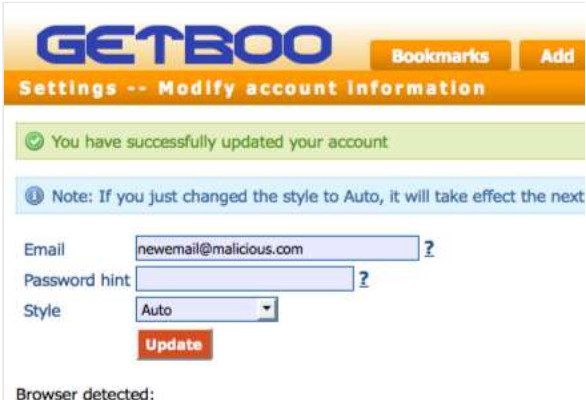 GETBOO
Bookmarks Add
Settings -- Modify account information
You have successfully updated your account
Note: If you just changed the style to Auto, it will take effect the next
Email newemail@malicious.com ?
Password hint ?
Style Auto
Update
Browser detected: